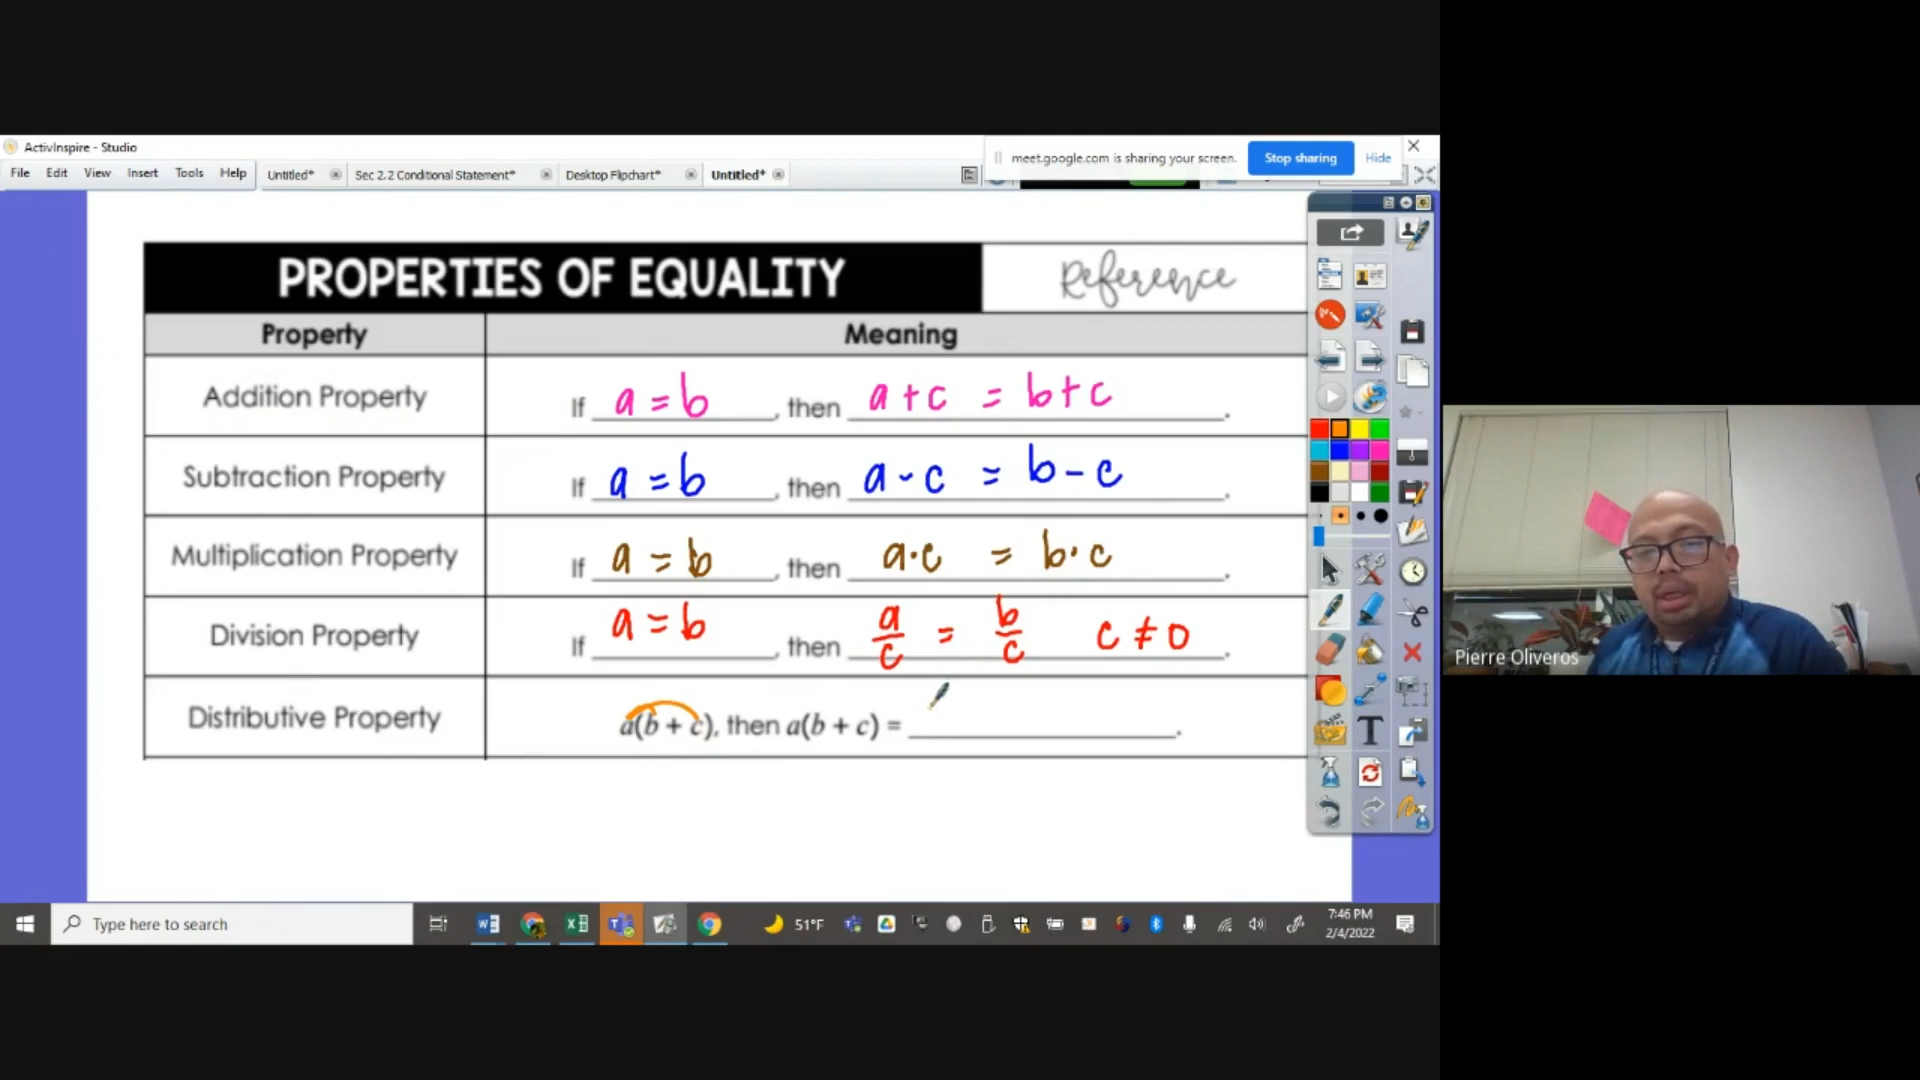 ActivInspire - Studio
meet.google.com is sharing your screen. Stop sharing Hide
File Edit View Insert Tools Help Untitled* Sec 2.2 Conditional Statement* Desktop Flipchart* Untitled*
PROPERTIES OF EQUALITY Reference
Property Meaning
Addition Property If a = b, then a + c = b + c.
Subtraction Property If a = b, then a - c = b - c.
Multiplication Property If a = b, then a · c = b · c.
Division Property If a = b, then a/c = b/c c ≠ 0.
Distributive Property a(b + c), then a(b + c) = ____.
Pierre Oliveros
Type here to search 51°F 7:46 PM
2/4/2022